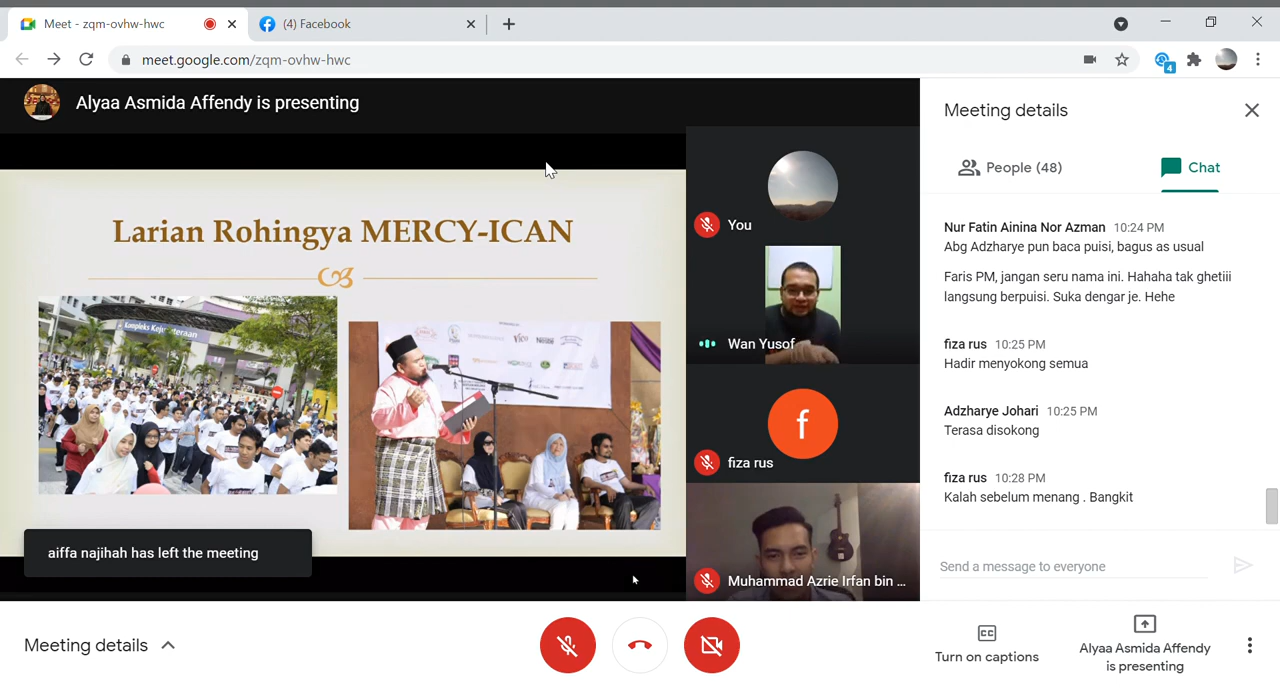 Meet - zqm-ovhw-hwc
(4) Facebook
meet.google.com/zqm-ovhw-hwc
4
Alyaa Asmida Affendy is presenting
Larian Rohingya MERCY-ICAN
Kompleks Kejuruteraan
Vico
aiffa najihah has left the meeting
You
Wan Yusof
f
fiza rus
Muhammad Azrie Irfan bin ...
Meeting details
People (48)
Chat
Nur Fatin Ainina Nor Azman 10:24 PM
Abg Adzharye pun baca puisi, bagus as usual
Faris PM, jangan seru nama ini. Hahaha tak ghetiii
langsung berpuisi. Suka dengar je. Hehe
fiza rus 10:25 PM
Hadir menyokong semua
Adzharye Johari 10:25 PM
Terasa disokong
fiza rus 10:28 PM
Kalah sebelum menang . Bangkit
Send a message to everyone
Meeting details
CC
Turn on captions
Alyaa Asmida Affendy
is presenting